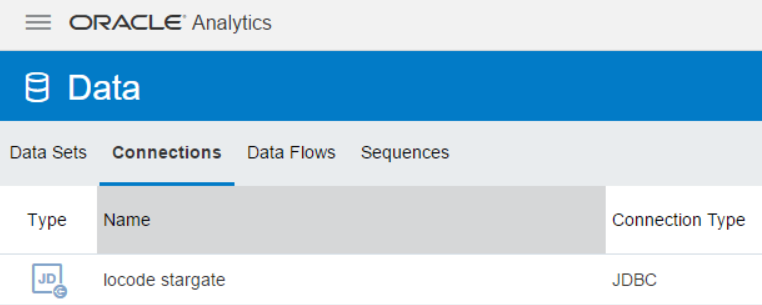 ORACLE Analytics
Data
Data Sets Connections Data Flows Sequences
Type Name Connection Type
JD locode stargate JDBC